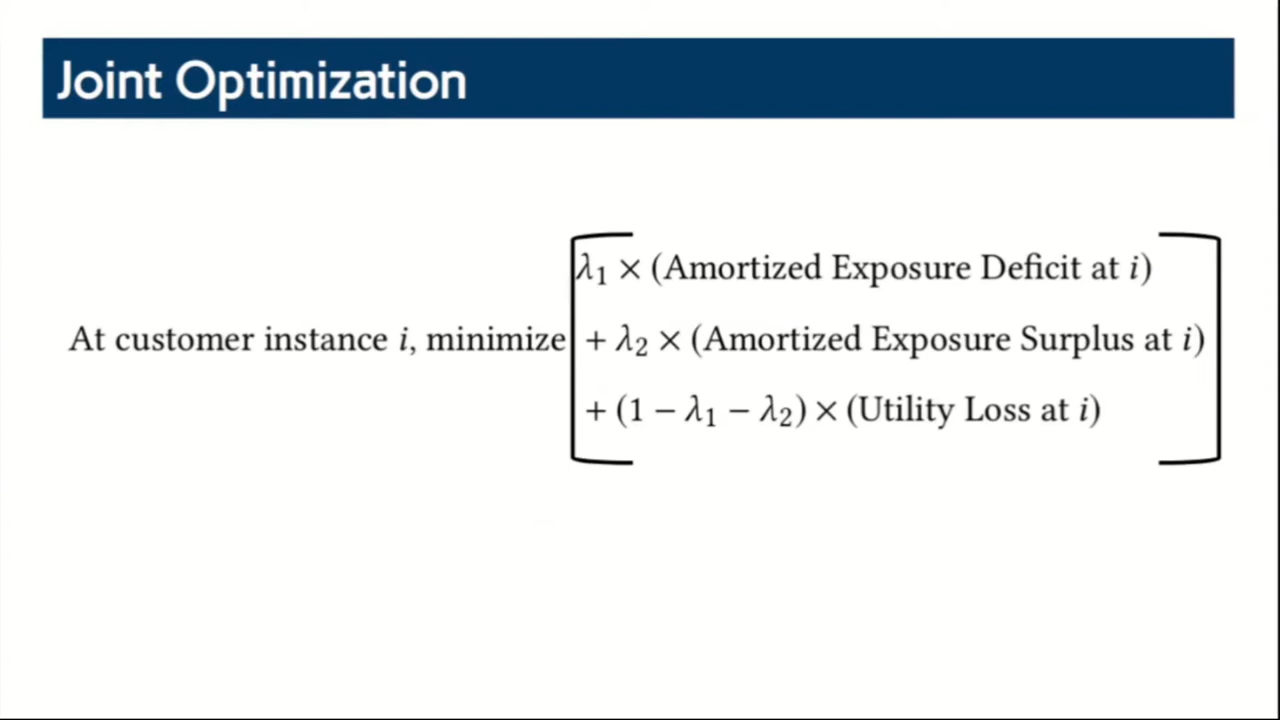 Joint Optimization
λ₁ × (Amortized Exposure Deficit at i)
At customer instance i, minimize + λ₂ × (Amortized Exposure Surplus at i)
+ (1 − λ₁ − λ₂) × (Utility Loss at i)